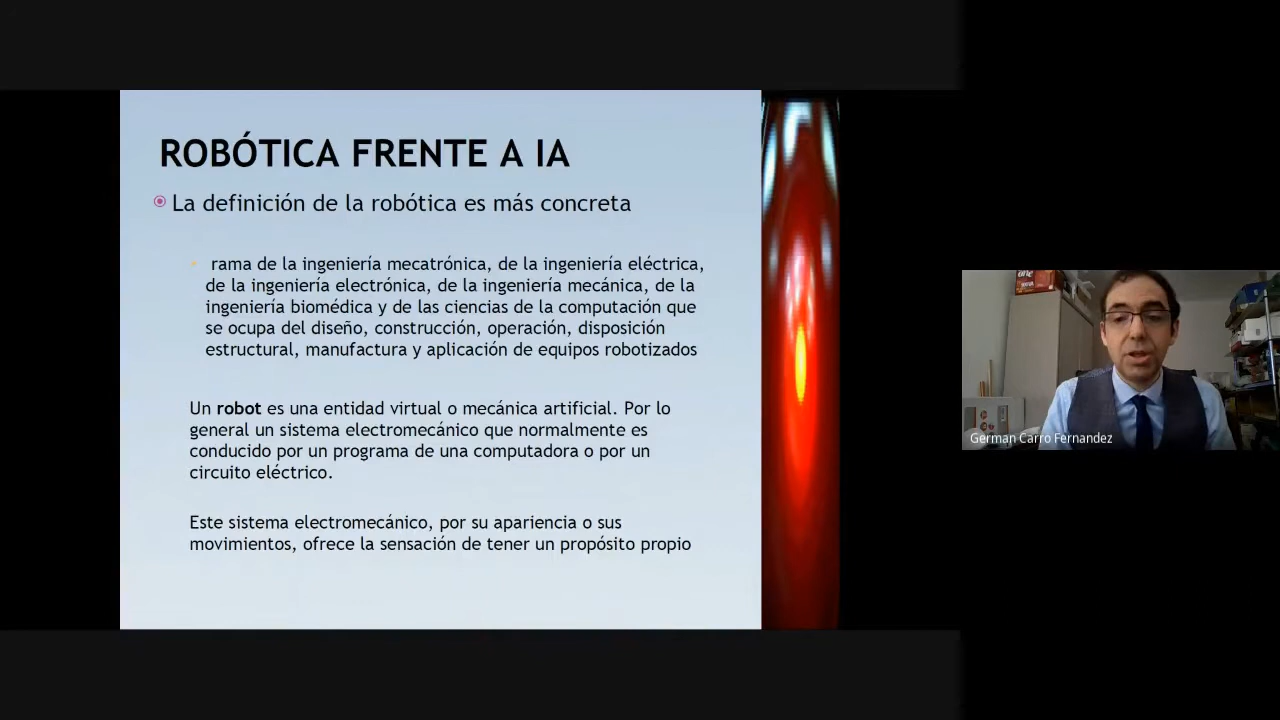 ROBÓTICA FRENTE A IA
La definición de la robótica es más concreta
rama de la ingeniería mecatrónica, de la ingeniería eléctrica,
de la ingeniería electrónica, de la ingeniería mecánica, de la
ingeniería biomédica y de las ciencias de la computación que
se ocupa del diseño, construcción, operación, disposición
estructural, manufactura y aplicación de equipos robotizados
Un robot es una entidad virtual o mecánica artificial. Por lo
general un sistema electromecánico que normalmente es
conducido por un programa de una computadora o por un
circuito eléctrico.
Este sistema electromecánico, por su apariencia o sus
movimientos, ofrece la sensación de tener un propósito propio
German Carro Fernandez